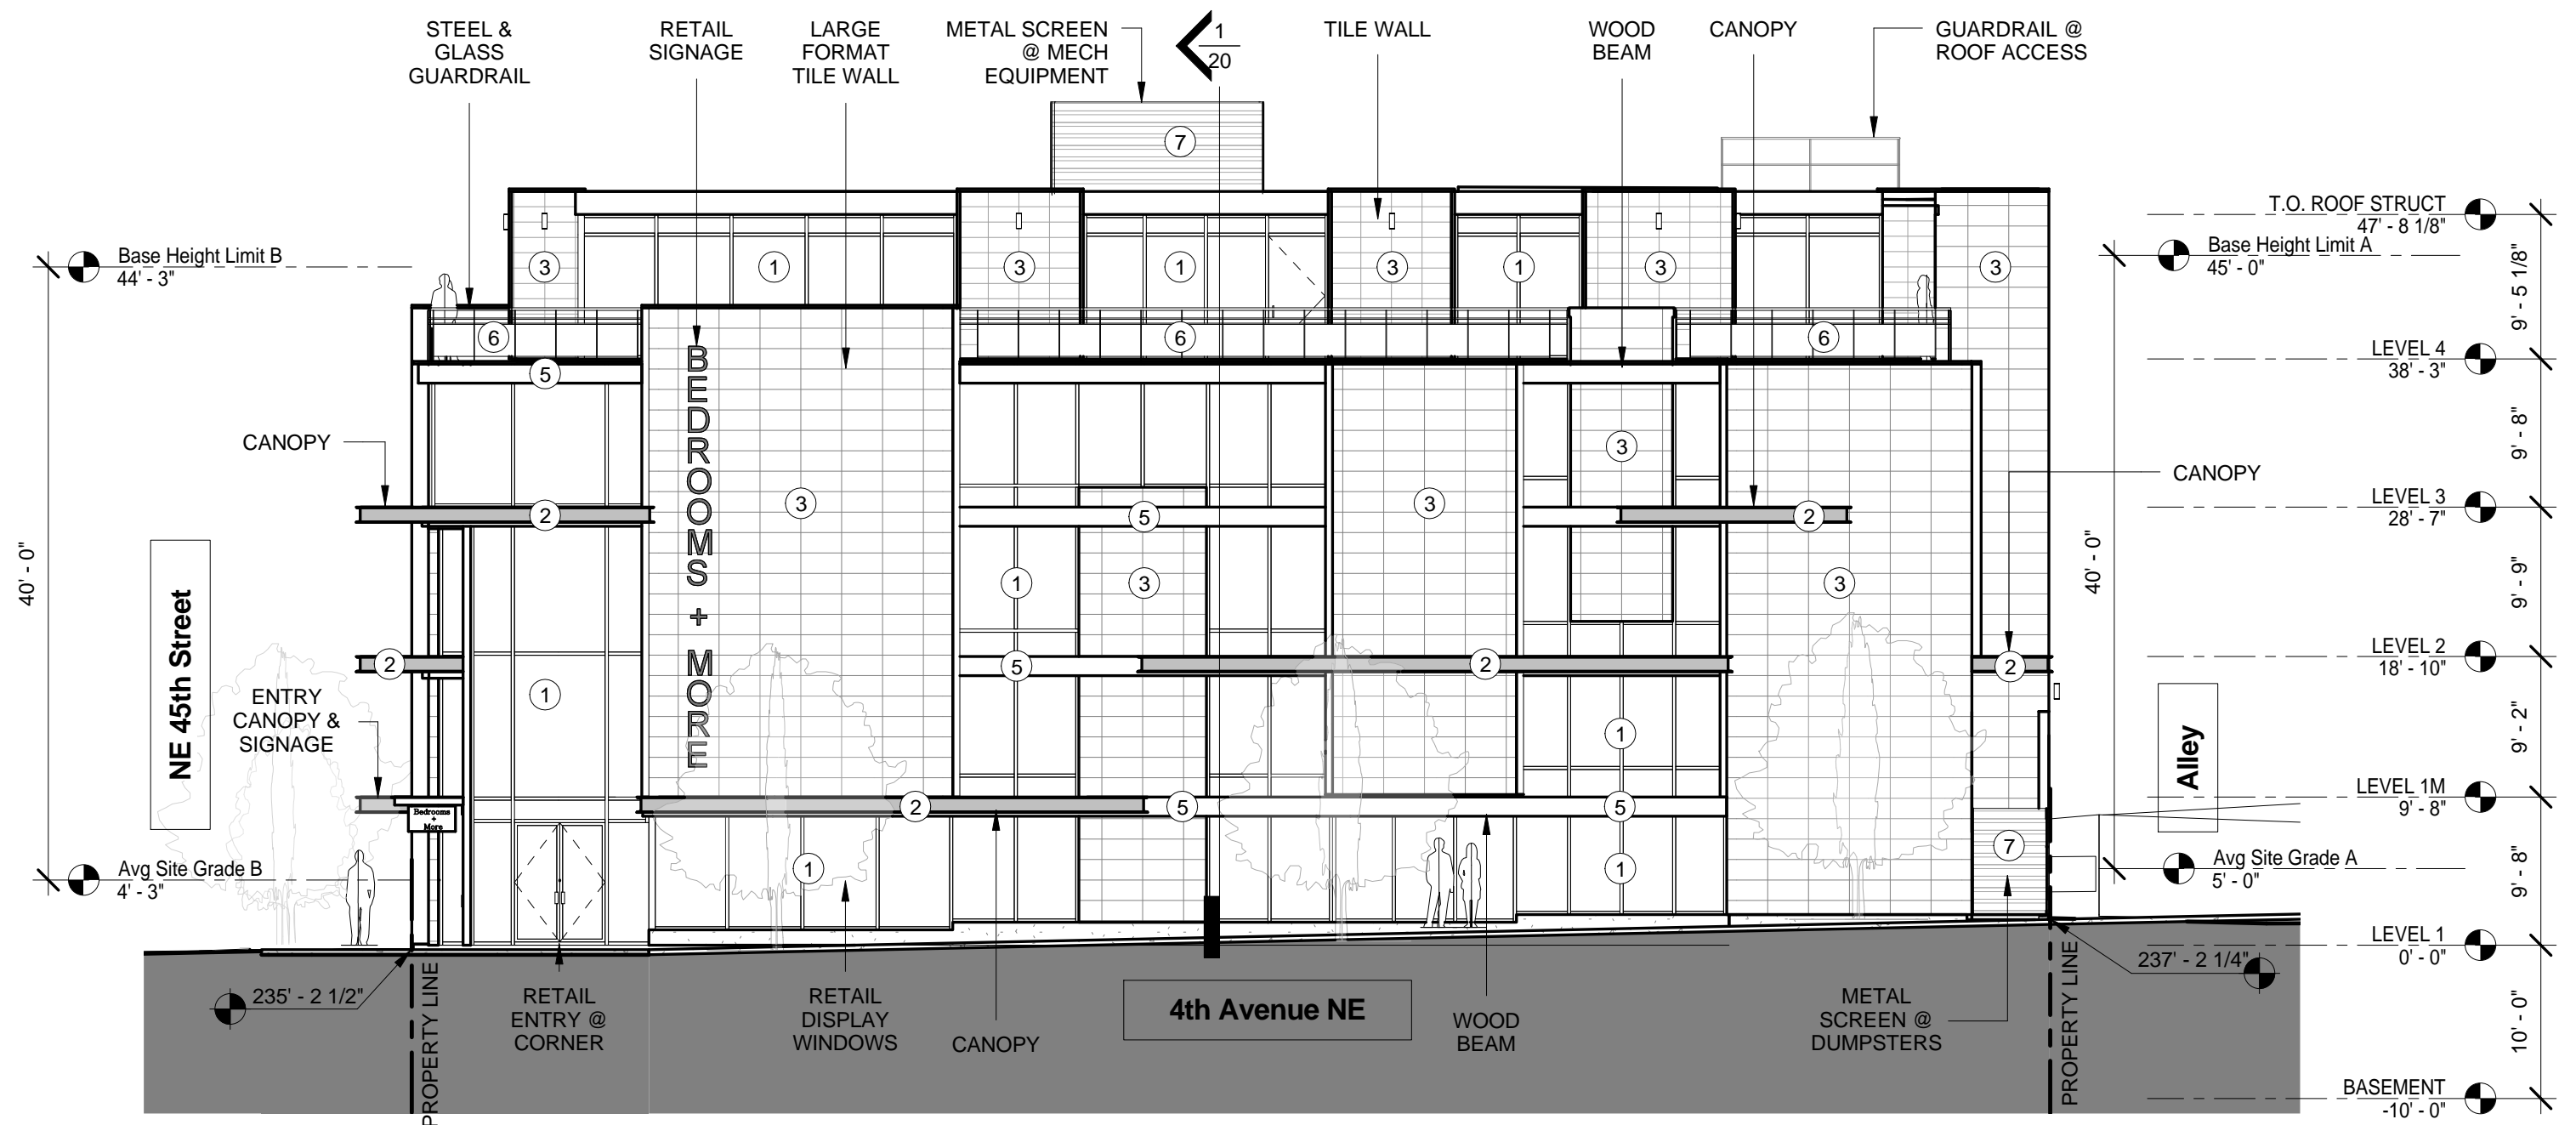 STEEL &
GLASS
GUARDRAIL
RETAIL
SIGNAGE
LARGE
FORMAT
TILE WALL
METAL SCREEN
@ MECH
EQUIPMENT
1
20
TILE WALL
WOOD
BEAM
CANOPY
GUARDRAIL @
ROOF ACCESS
7
T.O. ROOF STRUCT
47' - 8 1/8"
Base Height Limit B
44' - 3"
Base Height Limit A
45' - 0"
3
1
3
1
3
1
3
3
9' - 5 1/8"
6
6
6
LEVEL 4
38' - 3"
5
BEDROOMS + MORE
CANOPY
3
3
3
9' - 8"
CANOPY
2
5
2
LEVEL 3
28' - 7"
40' - 0"
40' - 0"
1
3
3
9' - 9"
NE 45th Street
2
5
2
2
LEVEL 2
18' - 10"
ENTRY
CANOPY &
SIGNAGE
1
1
9' - 2"
Alley
Bedrooms
+
More
2
5
5
LEVEL 1M
9' - 8"
Avg Site Grade B
4' - 3"
1
1
7
Avg Site Grade A
5' - 0"
9' - 8"
LEVEL 1
0' - 0"
235' - 2 1/2"
237' - 2 1/4"
PROPERTY LINE
RETAIL
ENTRY @
CORNER
RETAIL
DISPLAY
WINDOWS
CANOPY
4th Avenue NE
WOOD
BEAM
METAL
SCREEN @
DUMPSTERS
PROPERTY LINE
10' - 0"
BASEMENT
-10' - 0"